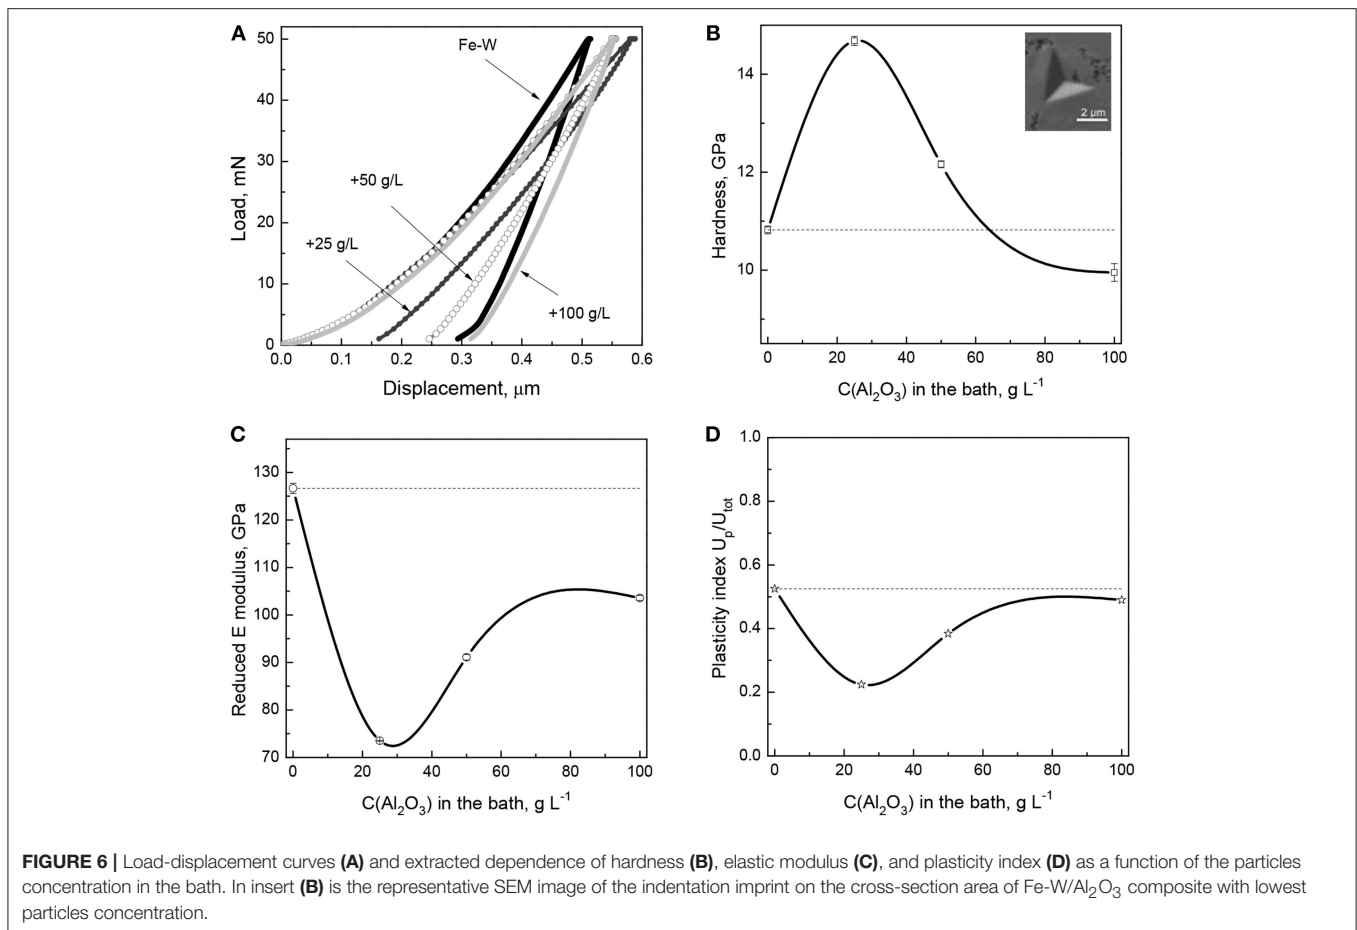 A
50
40
30
20
10
0
Load, mN
Fe-W
+50 g/L
+25 g/L
+100 g/L
0.0 0.1 0.2 0.3 0.4 0.5 0.6
Displacement, μm
B
14
12
10
Hardness, GPa
2 μm
0 20 40 60 80 100
C(Al₂O₃) in the bath, g L⁻¹
C
130
120
110
100
90
80
70
Reduced E modulus, GPa
0 20 40 60 80 100
C(Al₂O₃) in the bath, g L⁻¹
D
1.0
0.8
0.6
0.4
0.2
0.0
Plasticity index Uₚ/Uₜₒₜ
0 20 40 60 80 100
C(Al₂O₃) in the bath, g L⁻¹
FIGURE 6 | Load-displacement curves (A) and extracted dependence of hardness (B), elastic modulus (C), and plasticity index (D) as a function of the particles
concentration in the bath. In insert (B) is the representative SEM image of the indentation imprint on the cross-section area of Fe-W/Al₂O₃ composite with lowest
particles concentration.